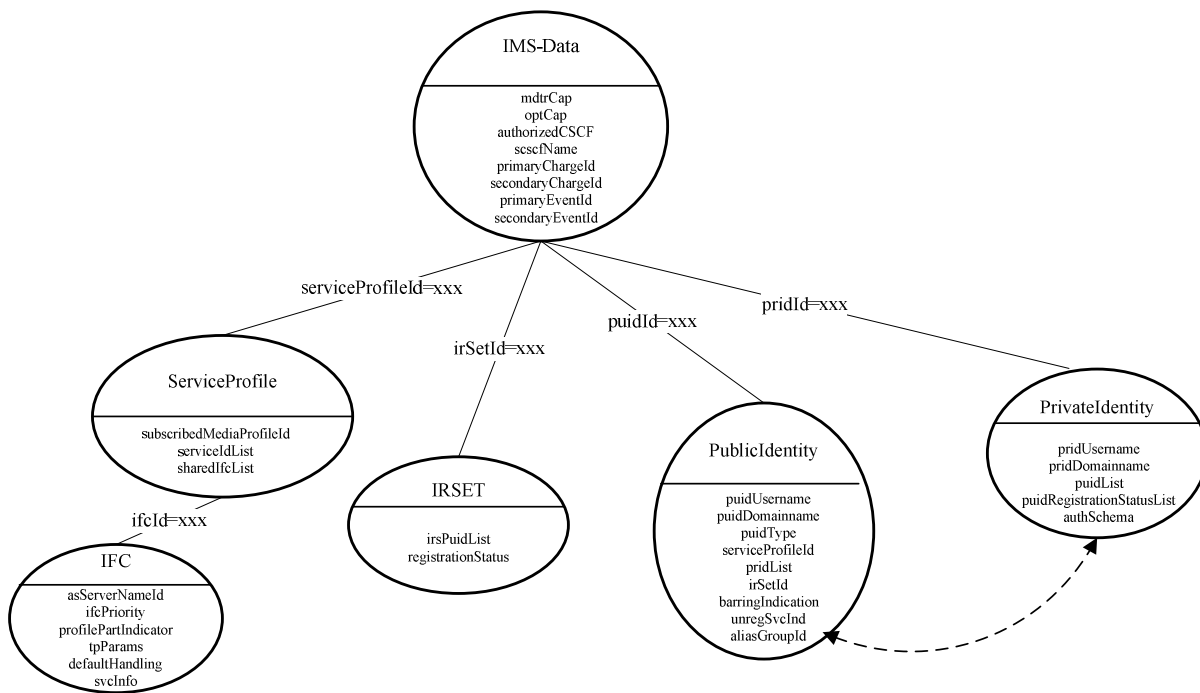 IMS-Data
mdtrCap
optCap
authorizedCSCF
scscfName
primaryChargeId
secondaryChargeId
primaryEventId
secondaryEventId
serviceProfileId=xxx
irSetId=xxx
puidId=xxx
pridId=xxx
ServiceProfile
subscribedMediaProfileId
serviceIdList
sharedIfcList
ifcId=xxx
IFC
asServerNameId
ifcPriority
profilePartIndicator
tpParams
defaultHandling
svcInfo
IRSET
irsPuidList
registrationStatus
PublicIdentity
puidUsername
puidDomainname
puidType
serviceProfileId
pridList
irSetId
barringIndication
unregSvcInd
aliasGroupId
PrivateIdentity
pridUsername
pridDomainname
puidList
puidRegistrationStatusList
authSchema